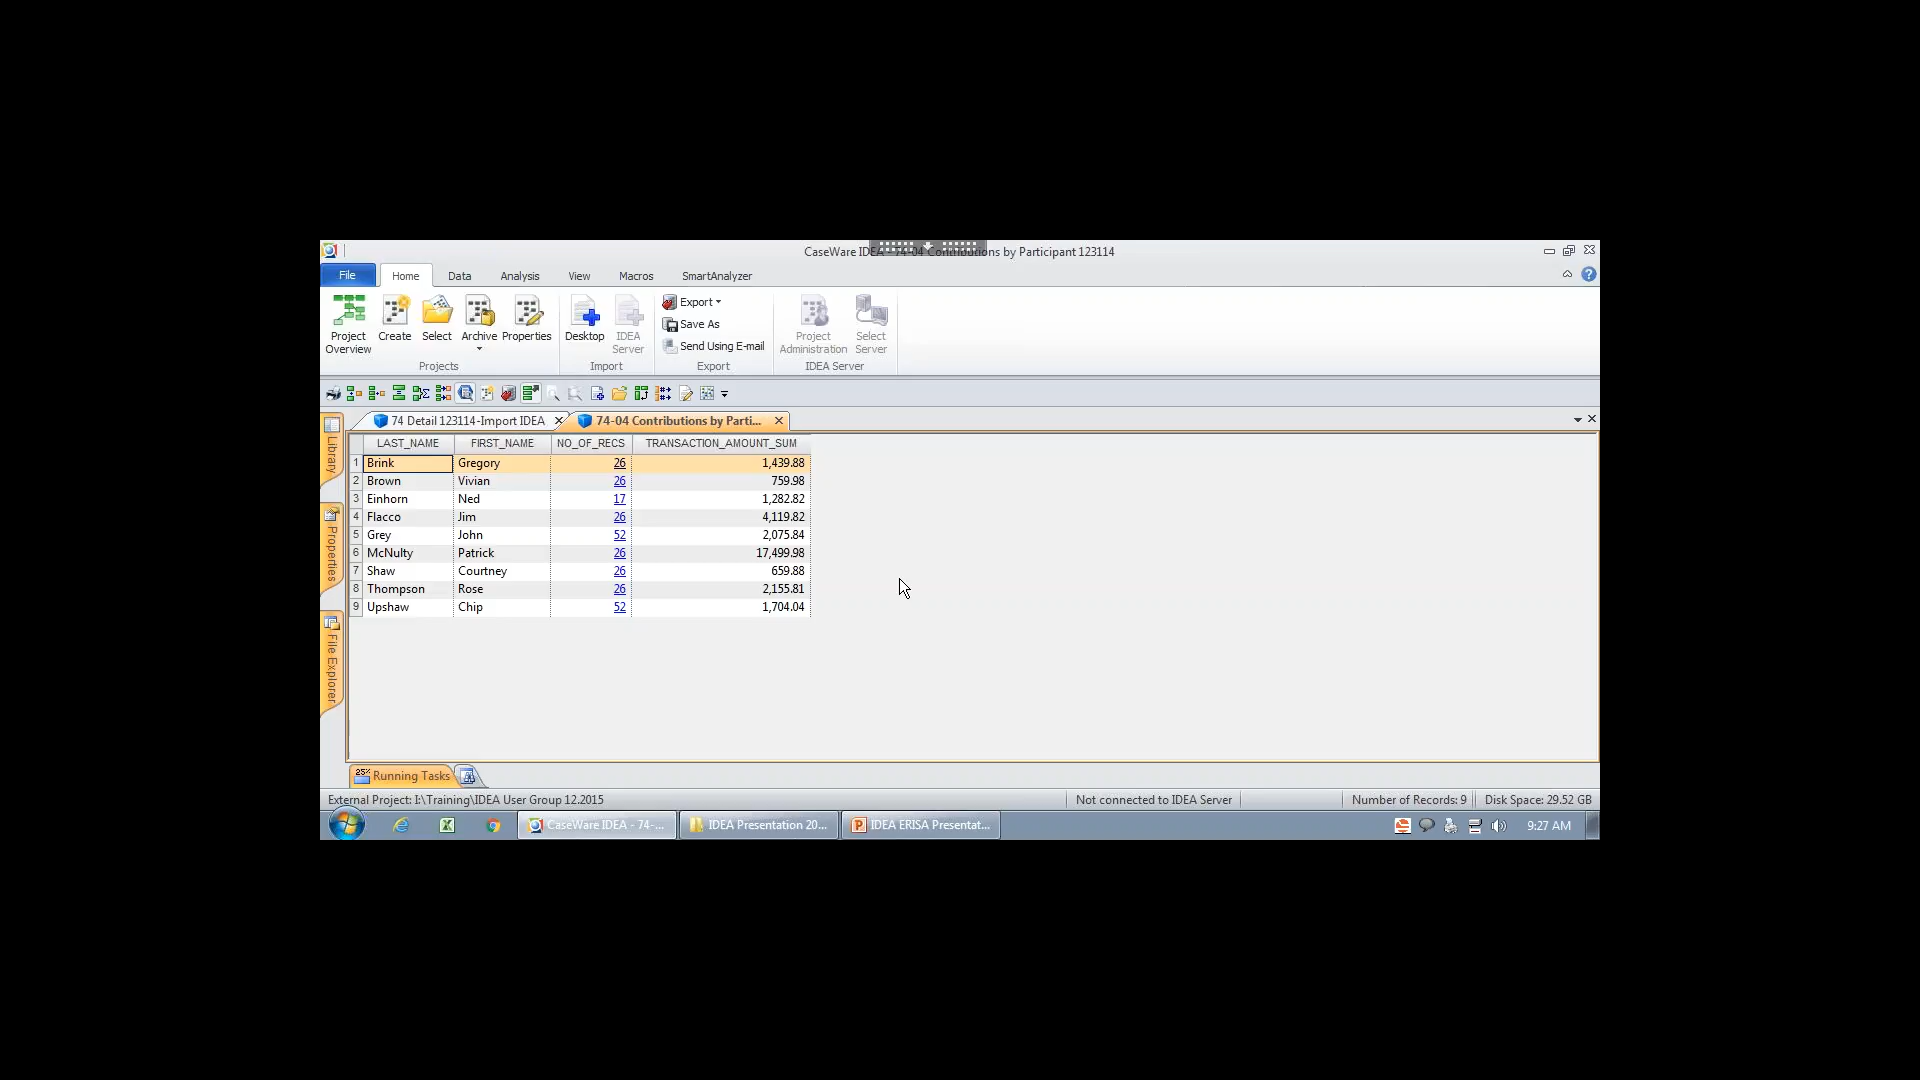 CaseWare IDEA - 74-04 Contributions by Participant 123114
File Home Data Analysis View Macros SmartAnalyzer
Project Overview Create Select Archive Properties Desktop IDEA Server Export Save As Send Using E-mail Project Administration Select Server
Projects Import Export IDEA Server
74 Detail 123114-Import IDEA 74-04 Contributions by Parti...
Library
Properties
File Explorer
LAST_NAME FIRST_NAME NO_OF_RECS TRANSACTION_AMOUNT_SUM
1 Brink Gregory 26 1,439.88
2 Brown Vivian 26 759.98
3 Einhorn Ned 17 1,282.82
4 Flacco Jim 26 4,119.82
5 Grey John 52 2,075.84
6 McNulty Patrick 26 17,499.98
7 Shaw Courtney 26 659.88
8 Thompson Rose 26 2,155.81
9 Upshaw Chip 52 1,704.04
25% Running Tasks
External Project: I:\Training\IDEA User Group 12.2015 Not connected to IDEA Server Number of Records: 9 Disk Space: 29.52 GB
CaseWare IDEA - 74-... IDEA Presentation 20... IDEA ERISA Presentat... 9:27 AM